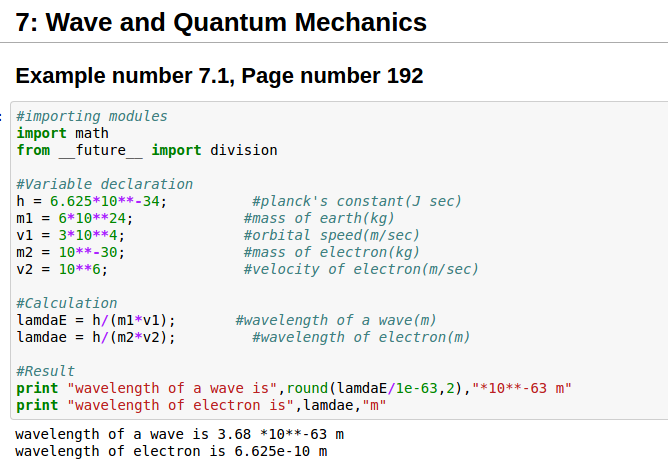 7: Wave and Quantum Mechanics
Example number 7.1, Page number 192
#importing modules
import math
from __future__ import division
#Variable declaration
h = 6.625*10**-34; #planck's constant(J sec)
m1 = 6*10**24; #mass of earth(kg)
v1 = 3*10**4; #orbital speed(m/sec)
m2 = 10**-30; #mass of electron(kg)
v2 = 10**6; #velocity of electron(m/sec)
#Calculation
lamdaE = h/(m1*v1); #wavelength of a wave(m)
lamdae = h/(m2*v2); #wavelength of electron(m)
#Result
print "wavelength of a wave is",round(lamdaE/1e-63,2),"*10**-63 m"
print "wavelength of electron is",lamdae,"m"
wavelength of a wave is 3.68 *10**-63 m
wavelength of electron is 6.625e-10 m